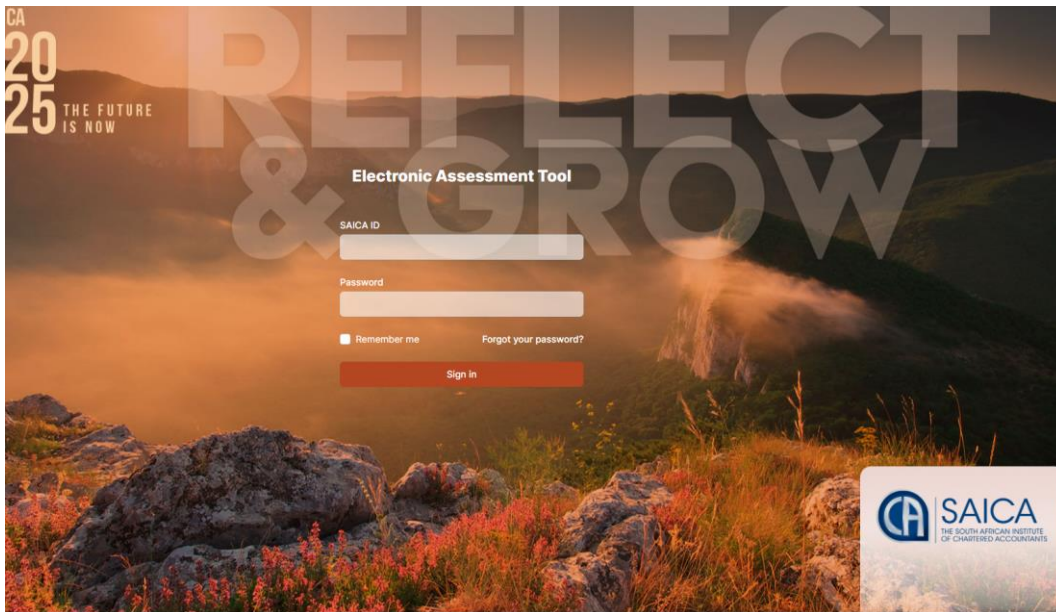 CA
20
25 THE FUTURE
IS NOW
REFLECT
& GROW
Electronic Assessment Tool
SAICA ID
Password
Remember me Forgot your password?
Sign in
CA SAICA
THE SOUTH AFRICAN INSTITUTE
OF CHARTERED ACCOUNTANTS